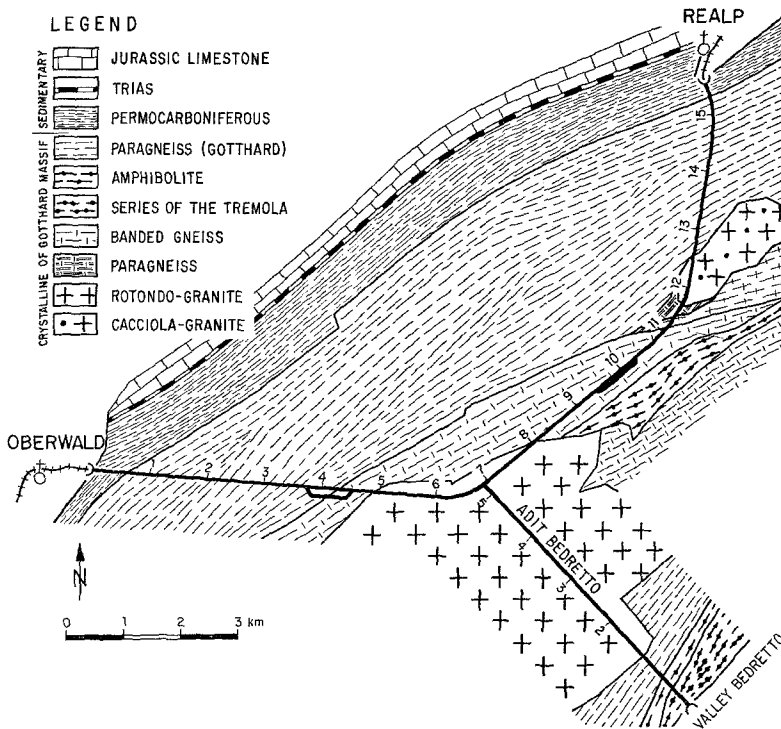 LEGEND
SEDIMENTARY
JURASSIC LIMESTONE
TRIAS
PERMOCARBONIFEROUS
CRYSTALLINE OF GOTTHARD MASSIF
PARAGNEISS (GOTTHARD)
AMPHIBOLITE
SERIES OF THE TREMOLA
BANDED GNEISS
PARAGNEISS
ROTONDO-GRANITE
CACCIOLA-GRANITE
REALP
15
14
13
12
11
10
9
8
7
OBERWALD
1
2
3
4
5
6
5
ADIT BEDRETTO
4
3
2
VALLEY BEDRETTO
N
0 1 2 3 km